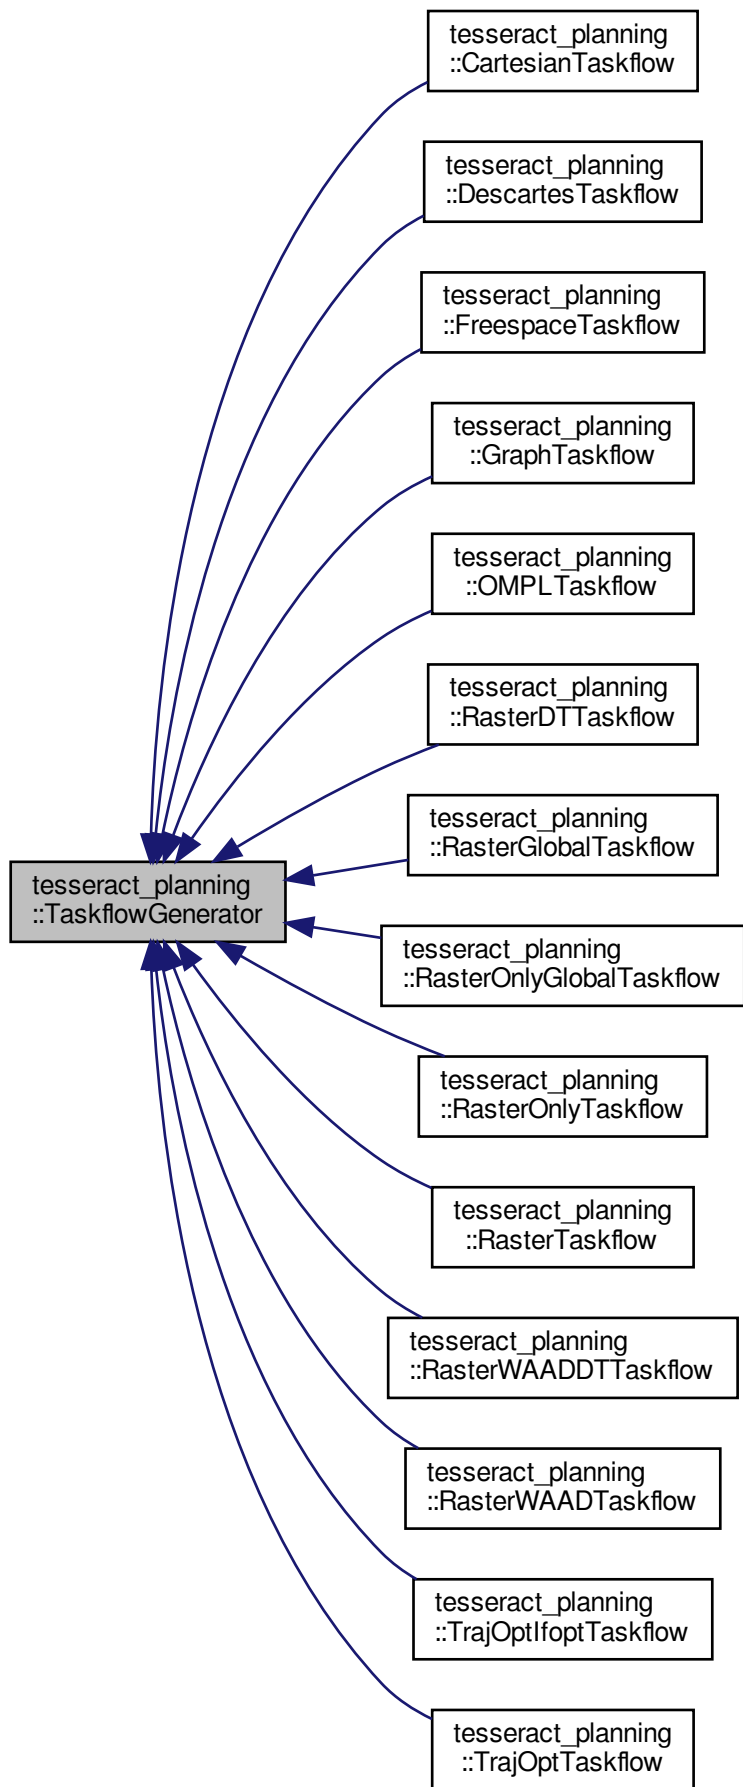 tesseract_planning
::CartesianTaskflow
tesseract_planning
::DescartesTaskflow
tesseract_planning
::FreespaceTaskflow
tesseract_planning
::GraphTaskflow
tesseract_planning
::OMPLTaskflow
tesseract_planning
::RasterDTTaskflow
tesseract_planning
::RasterGlobalTaskflow
tesseract_planning
::TaskflowGenerator
tesseract_planning
::RasterOnlyGlobalTaskflow
tesseract_planning
::RasterOnlyTaskflow
tesseract_planning
::RasterTaskflow
tesseract_planning
::RasterWAADDTTaskflow
tesseract_planning
::RasterWAADTaskflow
tesseract_planning
::TrajOptIfoptTaskflow
tesseract_planning
::TrajOptTaskflow